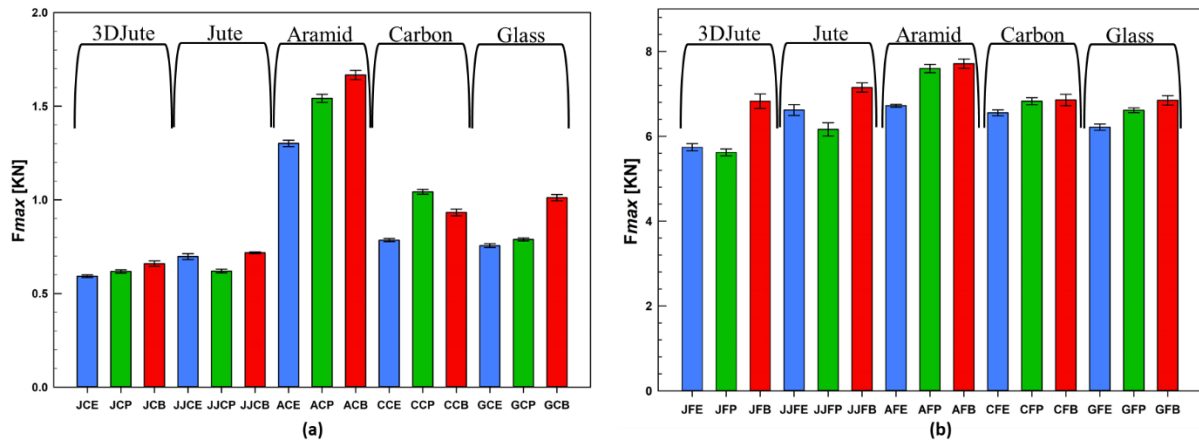 3DJute Jute Aramid Carbon Glass
2.0
1.5
1.0
0.5
0.0
Fmax [KN]
JCE JCP JCB JJCE JJCP JJCB ACE ACP ACB CCE CCP CCB GCE GCP GCB
(a)
3DJute Jute Aramid Carbon Glass
8
6
4
2
0
Fmax [KN]
JFE JFP JFB JJFE JJFP JJFB AFE AFP AFB CFE CFP CFB GFE GFP GFB
(b)